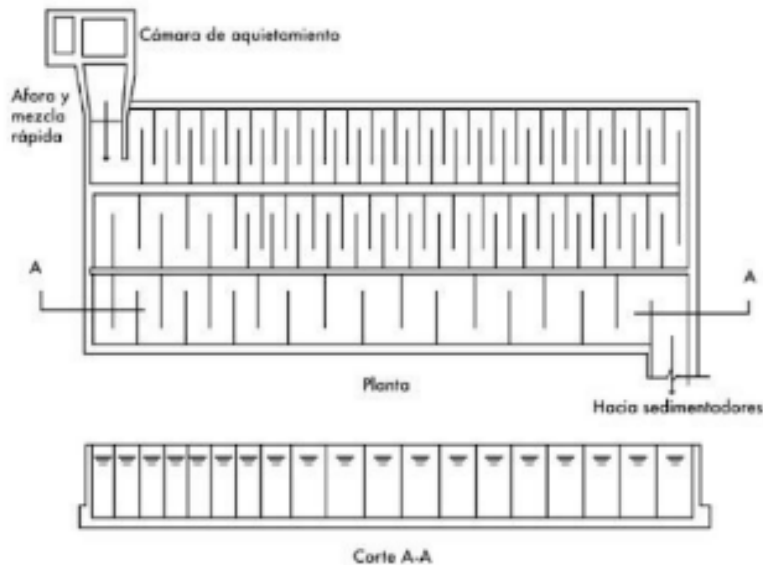 Cámara de aquietamiento
Aforo y
mezcla
rápida
A
A
Planta
Hacia sedimentadores
Corte A-A